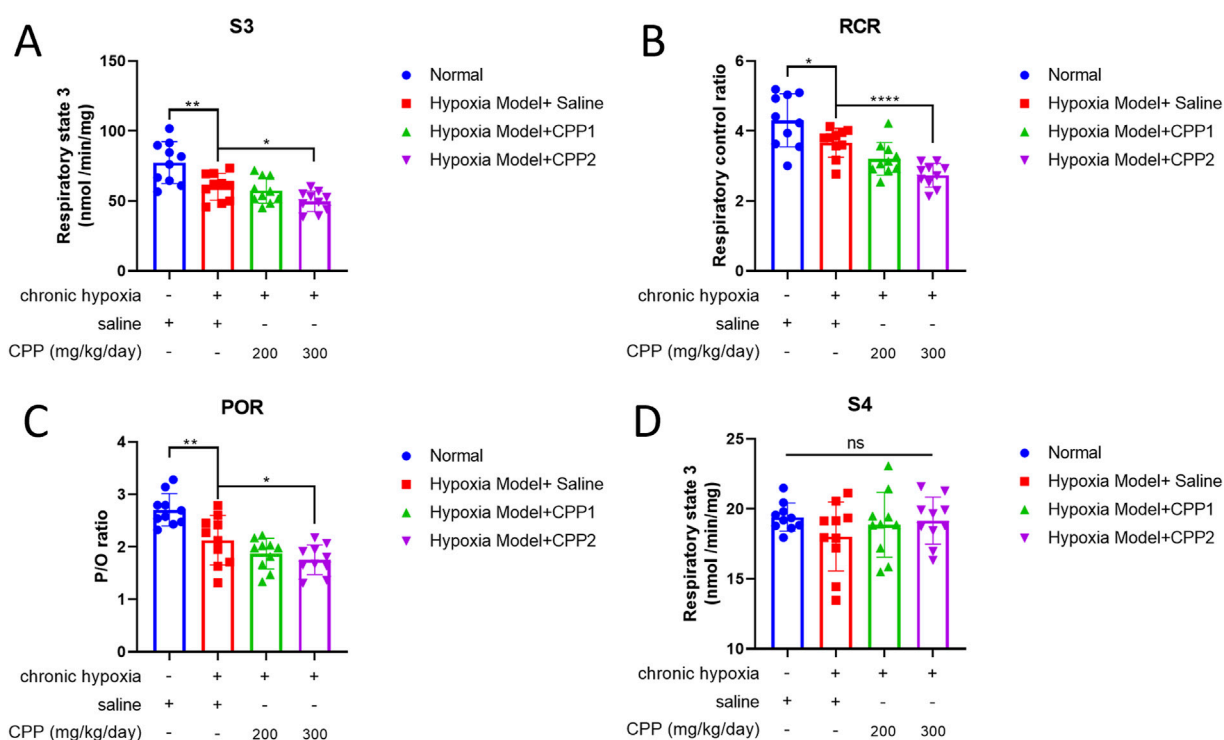 A
S3
Respiratory state 3
(nmol /min/mg)
150
100
50
0
**
*
Normal
Hypoxia Model+ Saline
Hypoxia Model+CPP1
Hypoxia Model+CPP2
chronic hypoxia - + + +
saline + + - -
CPP (mg/kg/day) - - 200 300
B
RCR
Respiratory control ratio
6
4
2
0
*
****
Normal
Hypoxia Model+ Saline
Hypoxia Model+CPP1
Hypoxia Model+CPP2
chronic hypoxia - + + +
saline + + - -
CPP (mg/kg/day) - - 200 300
C
POR
P/O ratio
4
3
2
1
0
**
*
Normal
Hypoxia Model+ Saline
Hypoxia Model+CPP1
Hypoxia Model+CPP2
chronic hypoxia - + + +
saline + + - -
CPP (mg/kg/day) - - 200 300
D
S4
Respiratory state 3
(nmol /min/mg)
25
20
15
10
ns
Normal
Hypoxia Model+ Saline
Hypoxia Model+CPP1
Hypoxia Model+CPP2
chronic hypoxia - + + +
saline + + - -
CPP (mg/kg/day) - - 200 300